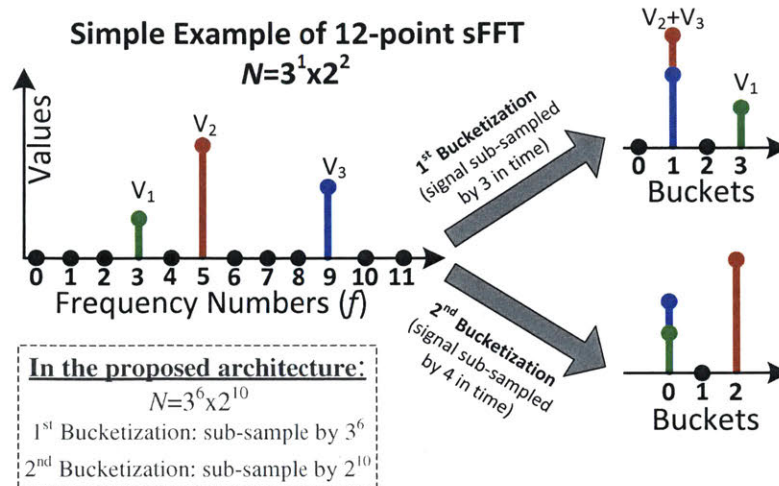 Simple Example of 12-point sFFT
N=3¹x2²
Values
V₁
V₂
V₃
0 1 2 3 4 5 6 7 8 9 10 11
Frequency Numbers (f)
1st Bucketization
(signal sub-sampled
by 3 in time)
V₂+V₃
V₁
0 1 2 3
Buckets
2nd Bucketization
(signal sub-sampled
by 4 in time)
0 1 2
Buckets
In the proposed architecture:
N=3⁶x2¹⁰
1st Bucketization: sub-sample by 3⁶
2nd Bucketization: sub-sample by 2¹⁰